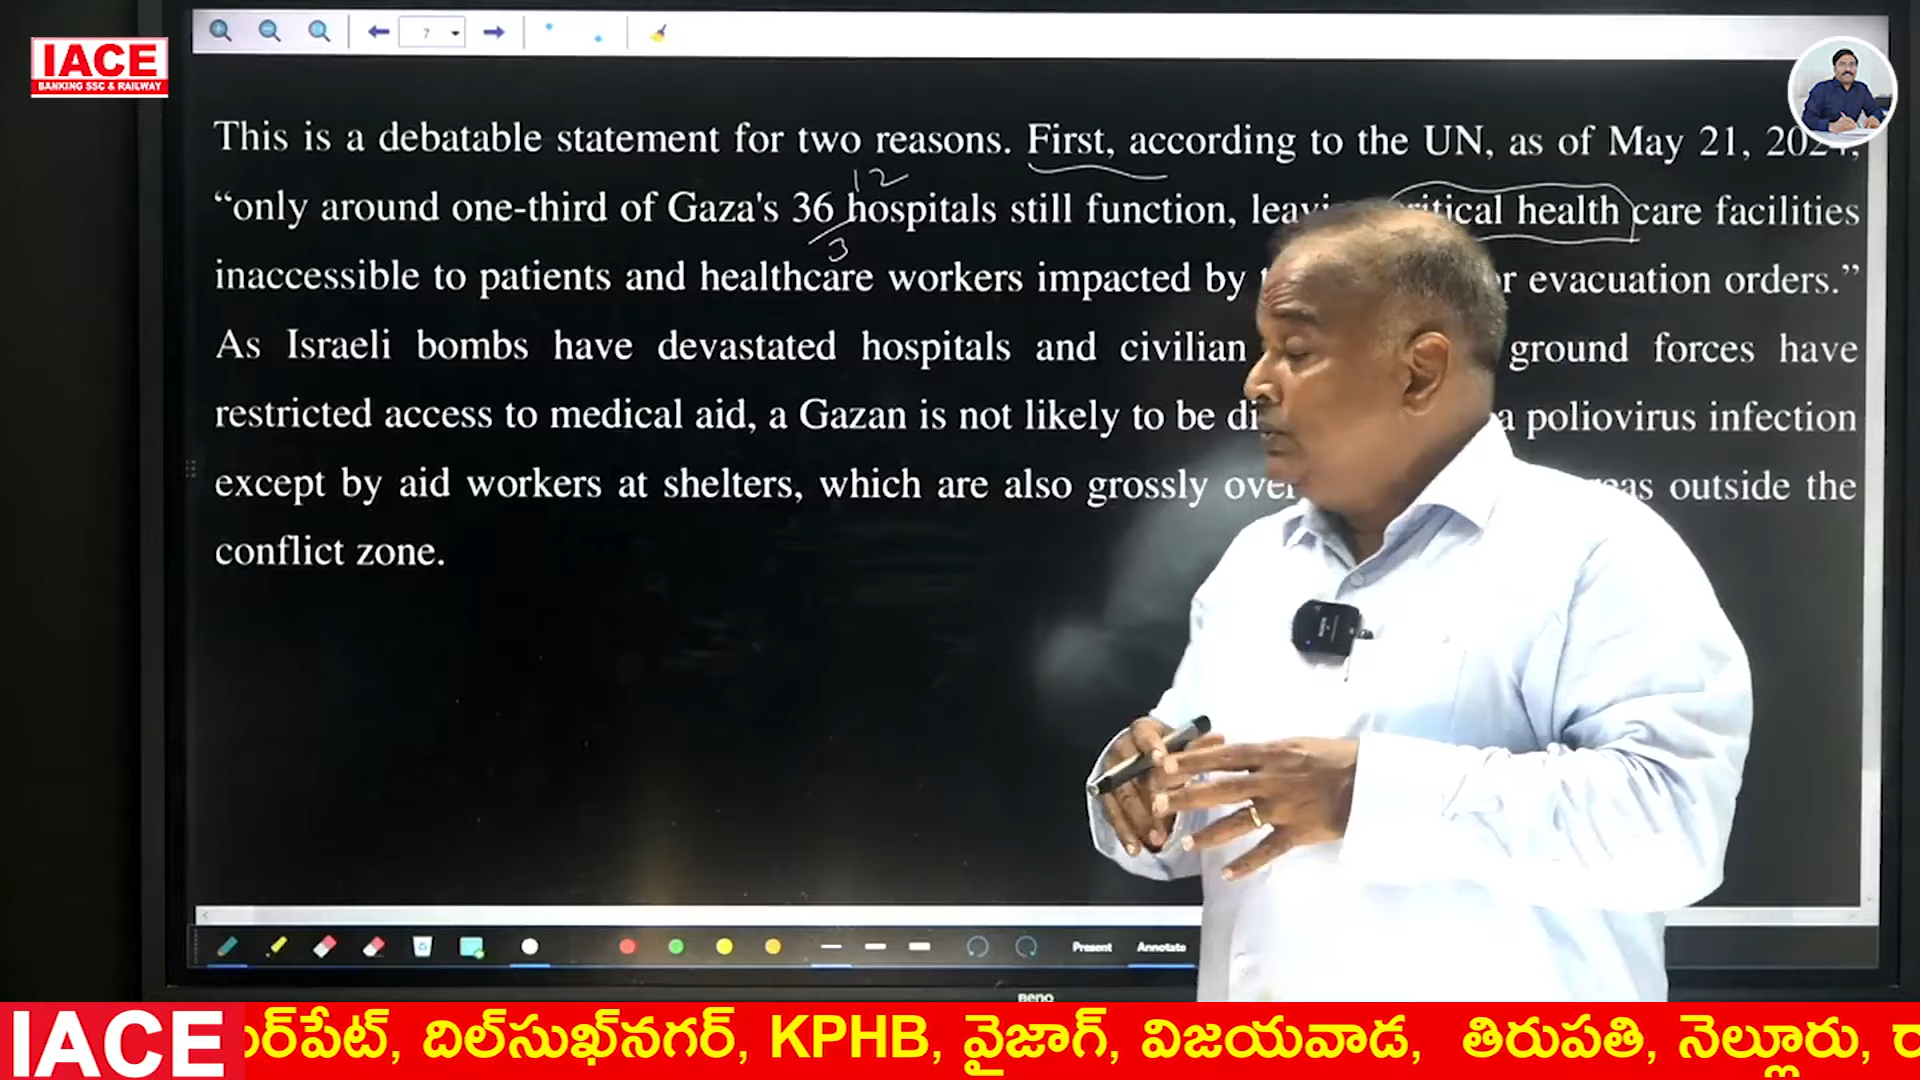 IACE
BANKING SSC & RAILWAY
7
This is a debatable statement for two reasons. First, according to the UN, as of May 21,
12
“only around one-third of Gaza's 36 hospitals still function, health care facilities
3
inaccessible to patients and healthcare workers impacted by evacuation orders.”
As Israeli bombs have devastated hospitals and civilian ground forces have
restricted access to medical aid, a Gazan is not likely to be a poliovirus infection
except by aid workers at shelters, which are also grossly outside the
conflict zone.
Present Annotate
BenQ
IACE దిల్‌సుఖ్‌నగర్, KPHB, వైజాగ్, విజయవాడ, తిరుపతి, నెల్లూరు,